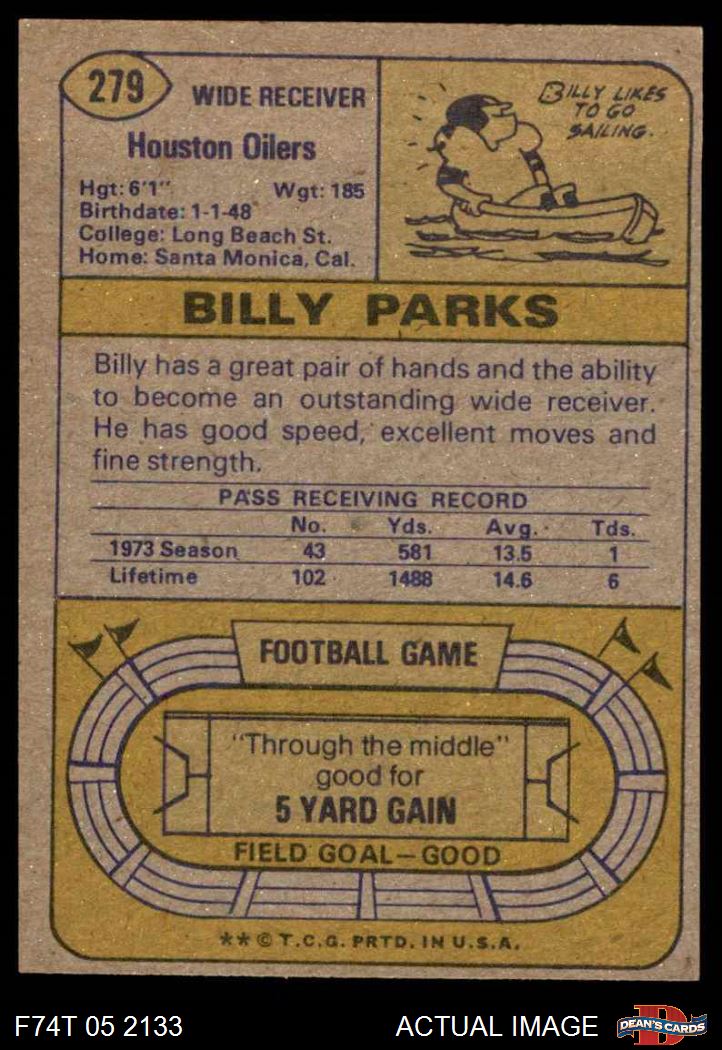 279
WIDE RECEIVER
Houston Oilers
Hgt: 6'1" Wgt: 185
Birthdate: 1-1-48
College: Long Beach St.
Home: Santa Monica, Cal.
BILLY LIKES
TO GO
SAILING.
BILLY PARKS
Billy has a great pair of hands and the ability
to become an outstanding wide receiver.
He has good speed, excellent moves and
fine strength.
PASS RECEIVING RECORD
No. Yds. Avg. Tds.
1973 Season 43 581 13.5 1
Lifetime 102 1488 14.6 6
FOOTBALL GAME
"Through the middle"
good for
5 YARD GAIN
FIELD GOAL—GOOD
** © T.C.G. PRTD. IN U.S.A.
F74T 05 2133
ACTUAL IMAGE
D
DEAN'S CARDS